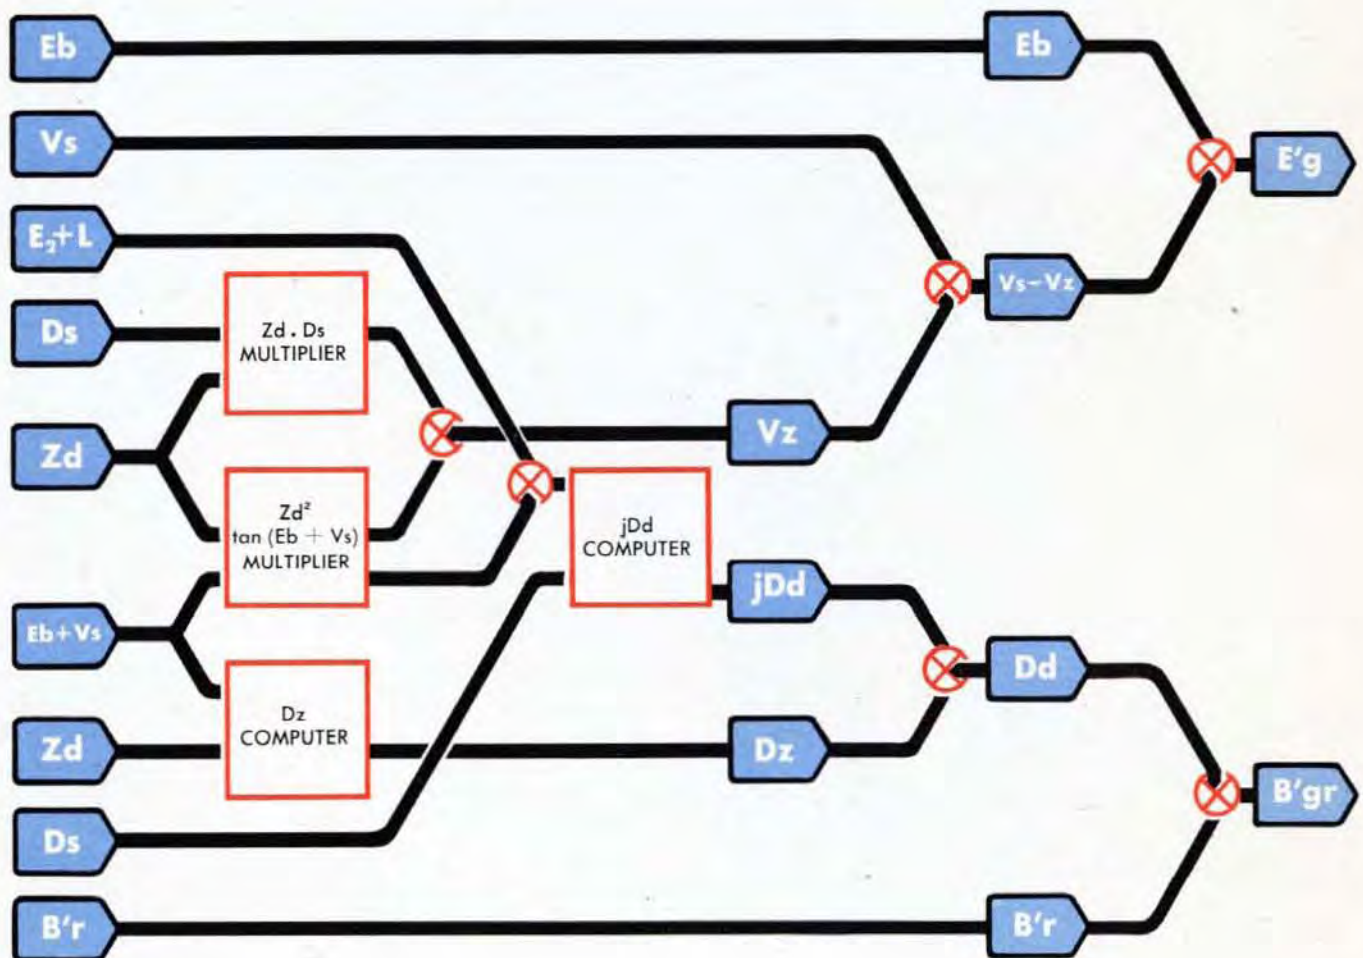 Eb
Eb
Vs
E'g
E₂+L
Vs-Vz
Ds
Zd . Ds
MULTIPLIER
Zd
Vz
Zd²
tan (Eb + Vs)
MULTIPLIER
jDd
COMPUTER
jDd
Eb+Vs
Dd
Dz
COMPUTER
Zd
Dz
B'gr
Ds
B'r
B'r